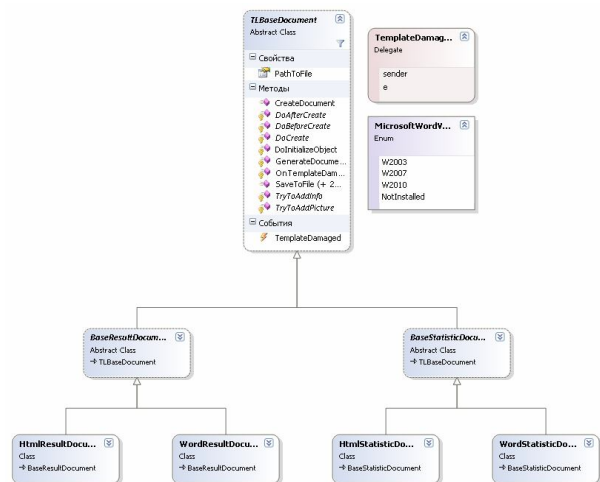 TLBaseDocument
Abstract Class
Свойства
PathToFile
Методы
CreateDocument
DoAfterCreate
DoBeforeCreate
DoCreate
DoInitializeObject
GenerateDocume...
OnTemplateDam...
SaveToFile (+ 2...
TryToAddInfo
TryToAddPicture
События
TemplateDamaged
TemplateDamag...
Delegate
sender
e
MicrosoftWordV...
Enum
W2003
W2007
W2010
NotInstalled
BaseResultDocum...
Abstract Class
TLBaseDocument
BaseStatisticDocu...
Abstract Class
TLBaseDocument
HtmlResultDocu...
Class
BaseResultDocument
WordResultDocu...
Class
BaseResultDocument
HtmlStatisticDo...
Class
BaseStatisticDocument
WordStatisticDo...
Class
BaseStatisticDocument